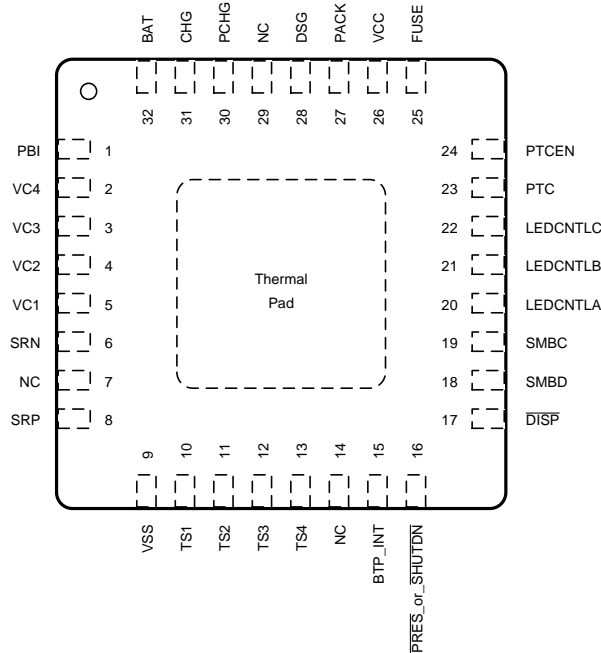 BAT CHG PCHG NC DSG PACK VCC FUSE
32 31 30 29 28 27 26 25
PBI 1 24 PTCEN
VC4 2 23 PTC
VC3 3 22 LEDCNTLC
VC2 4 21 LEDCNTLB
VC1 5 20 LEDCNTLA
SRN 6 19 SMBC
NC 7 18 SMBD
SRP 8 17 DISP
Thermal
Pad
9 10 11 12 13 14 15 16
VSS TS1 TS2 TS3 TS4 NC BTP_INT PRES_or_SHUTDN